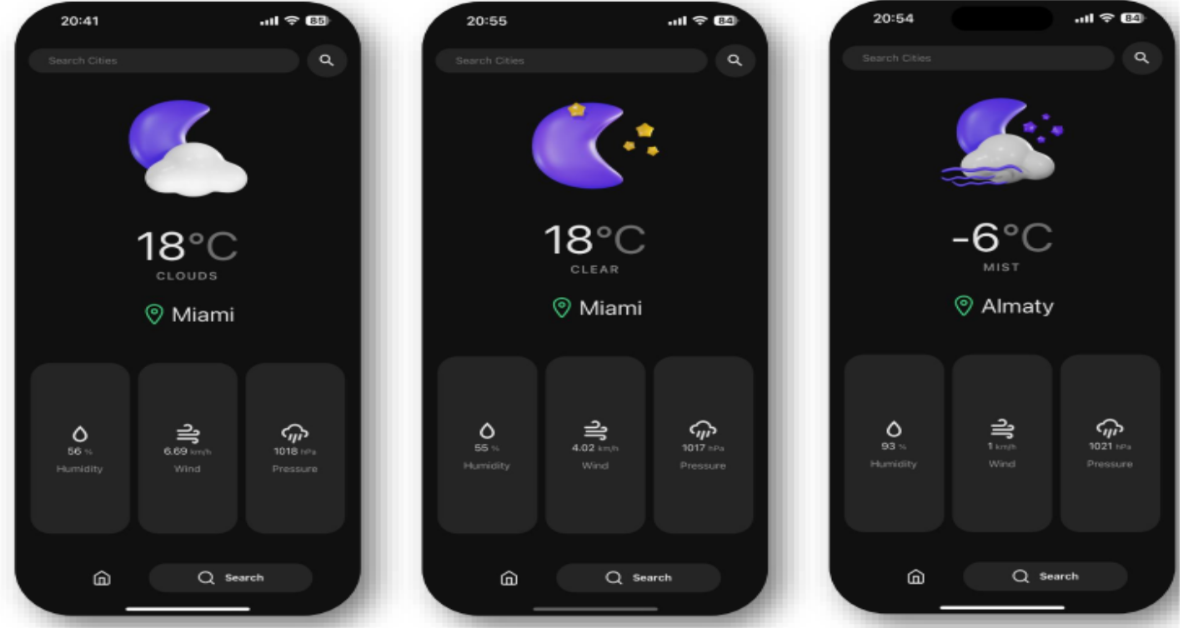 20:41 85
Search Cities
18°C
CLOUDS
Miami
56 % 6.69 km/h 1018 hPa
Humidity Wind Pressure
Search
20:55 84
Search Cities
18°C
CLEAR
Miami
55 % 4.02 km/h 1017 hPa
Humidity Wind Pressure
Search
20:54 84
Search Cities
-6°C
MIST
Almaty
93 % 1 km/h 1021 hPa
Humidity Wind Pressure
Search